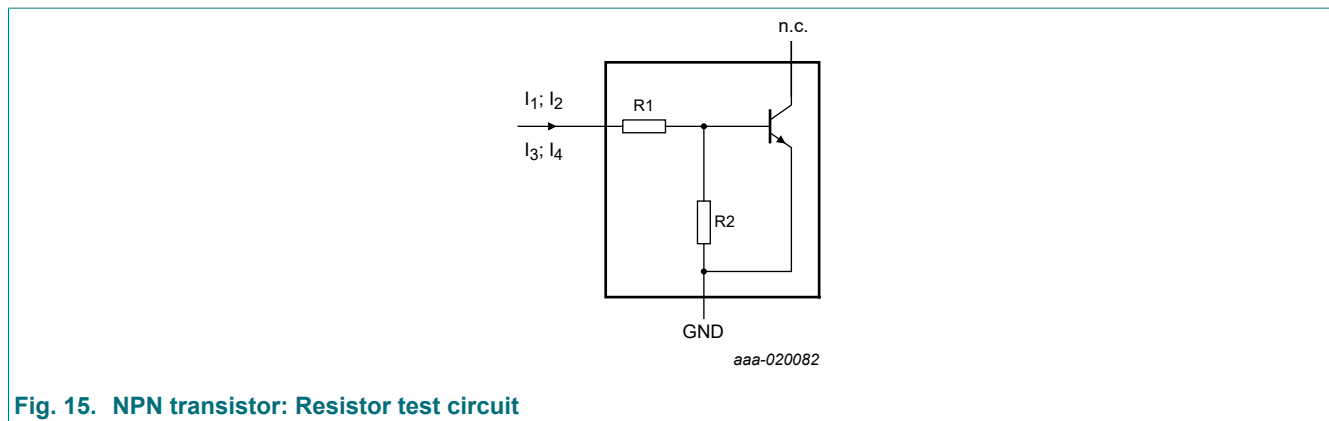 n.c.
I1; I2
R1
I3; I4
R2
GND
aaa-020082
Fig. 15. NPN transistor: Resistor test circuit